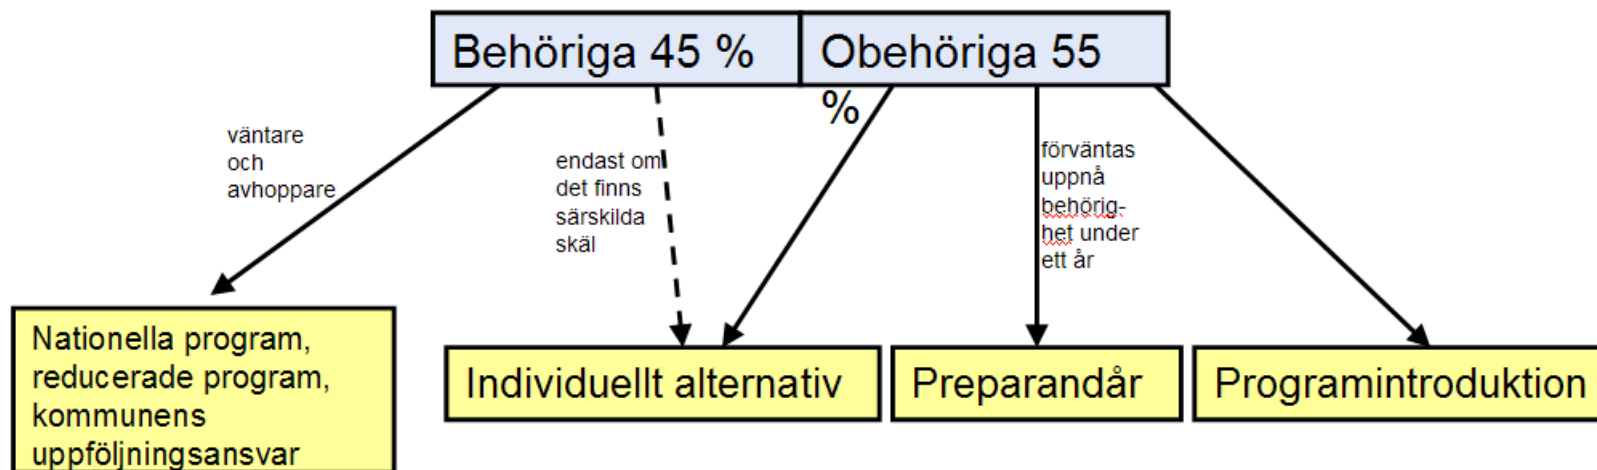 Behöriga 45 %
Obehöriga 55
%
väntare
och
avhoppare
endast om
det finns
särskilda
skäl
förväntas
uppnå
behörig-
het under
ett år
Nationella program,
reducerade program,
kommunens
uppföljningsansvar
Individuellt alternativ
Preparandår
Programintroduktion